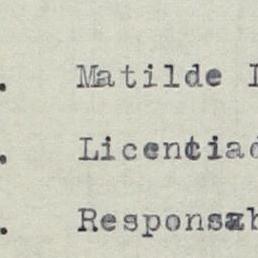 . Matilde I
. Licenciad
. Responsab